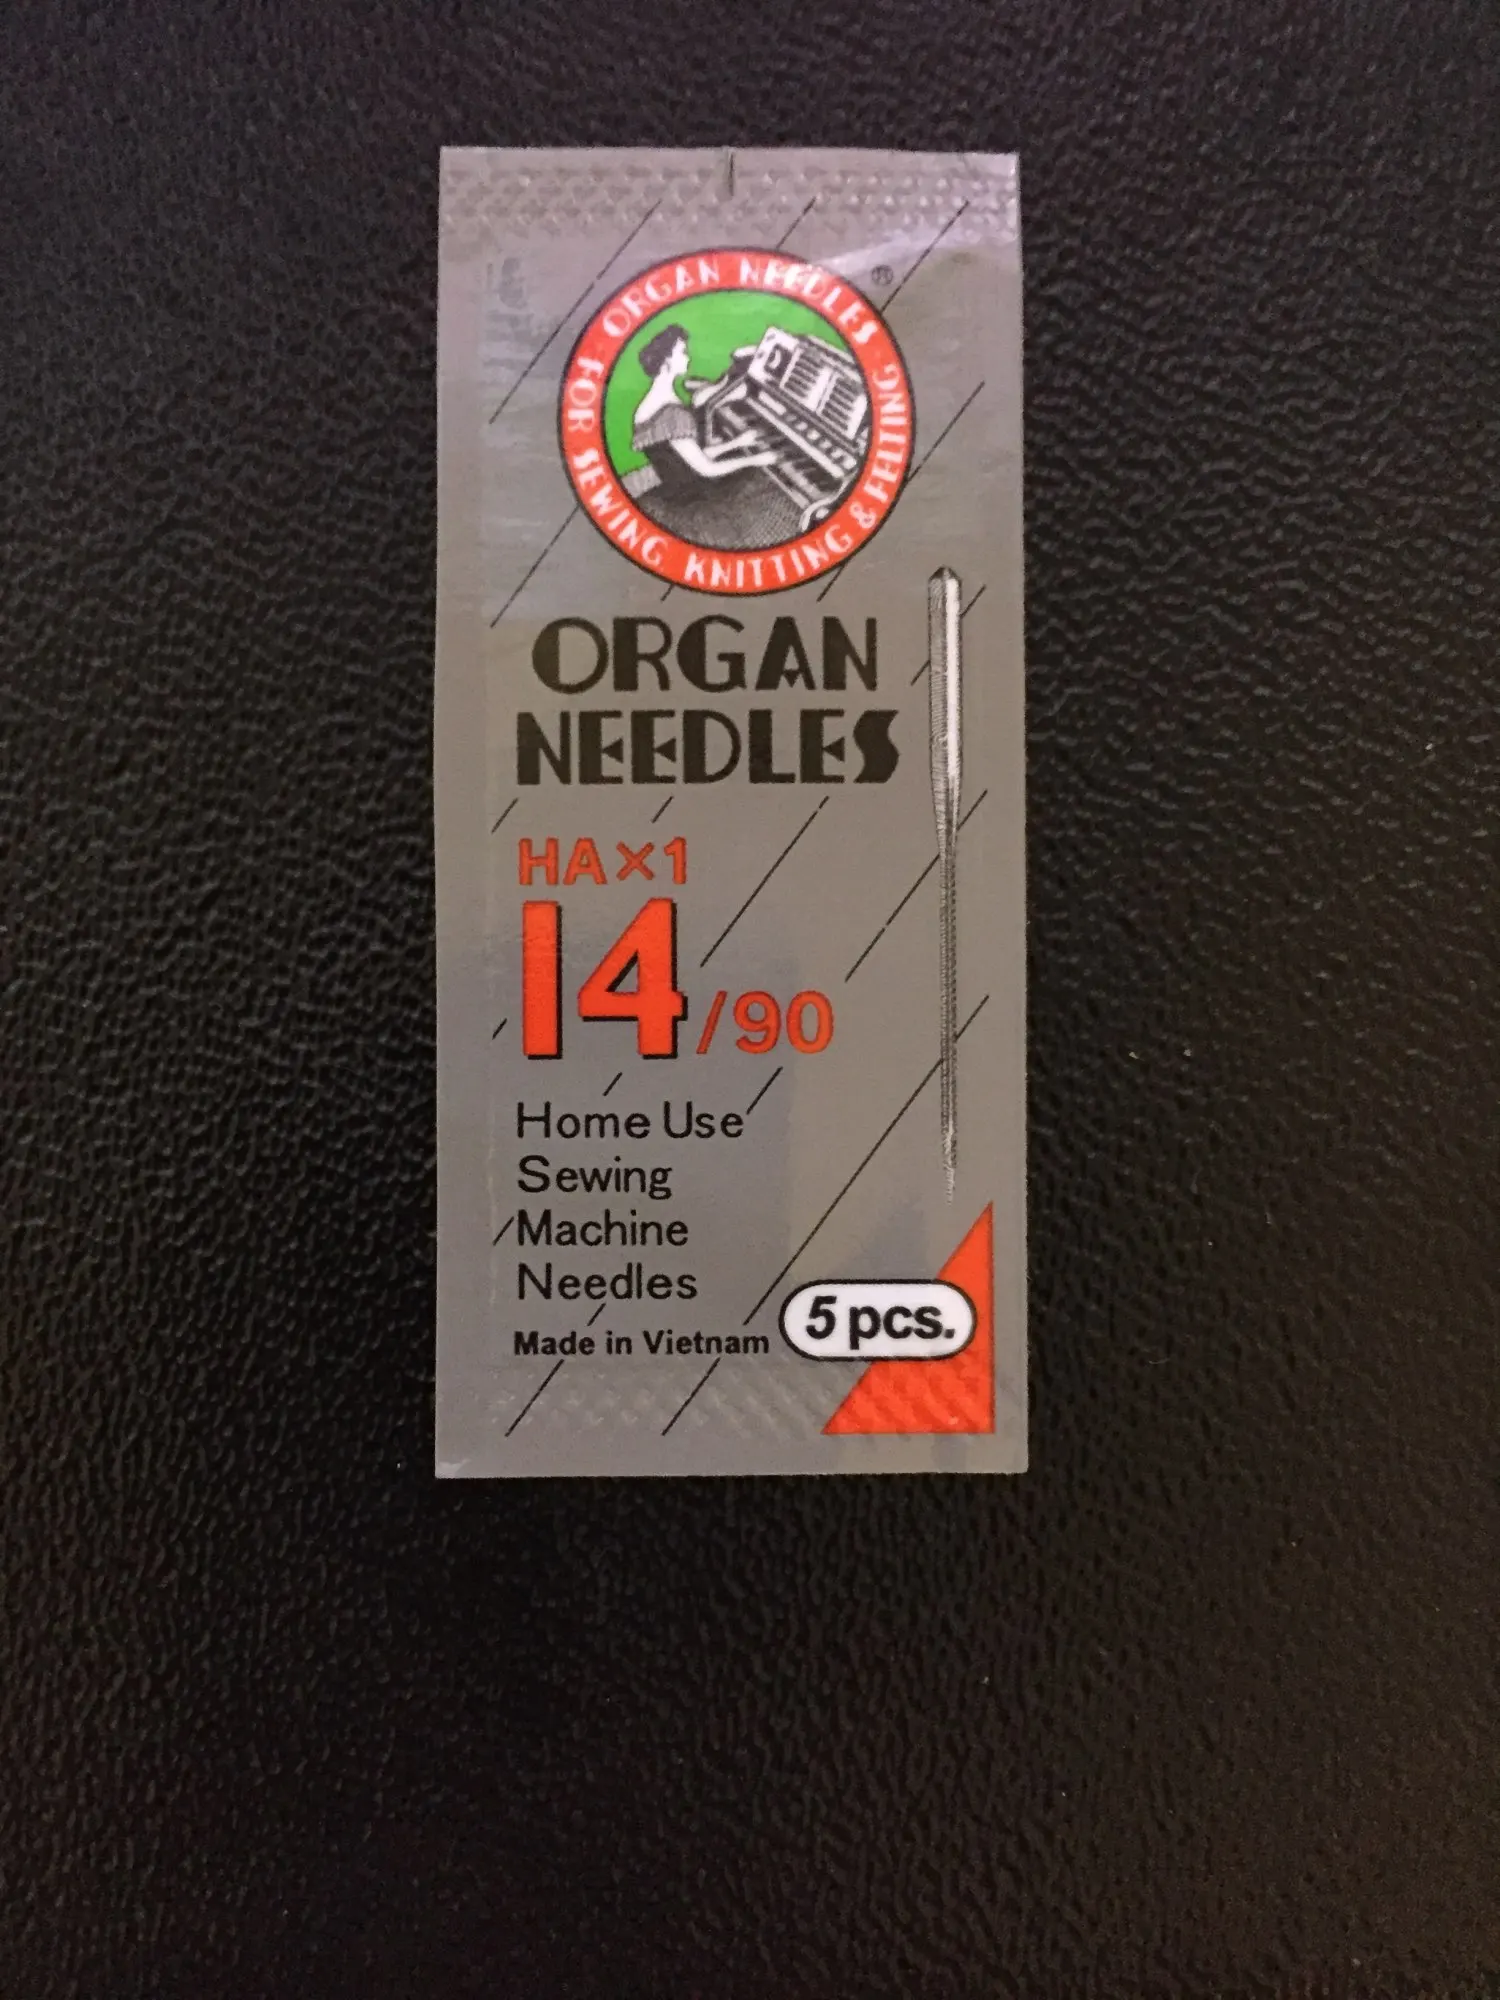 ORGAN NEEDLES
FOR SEWING KNITTING & FELTING
®
ORGAN
NEEDLES
HA×1
14/90
Home Use
Sewing
Machine
Needles
Made in Vietnam
5 pcs.